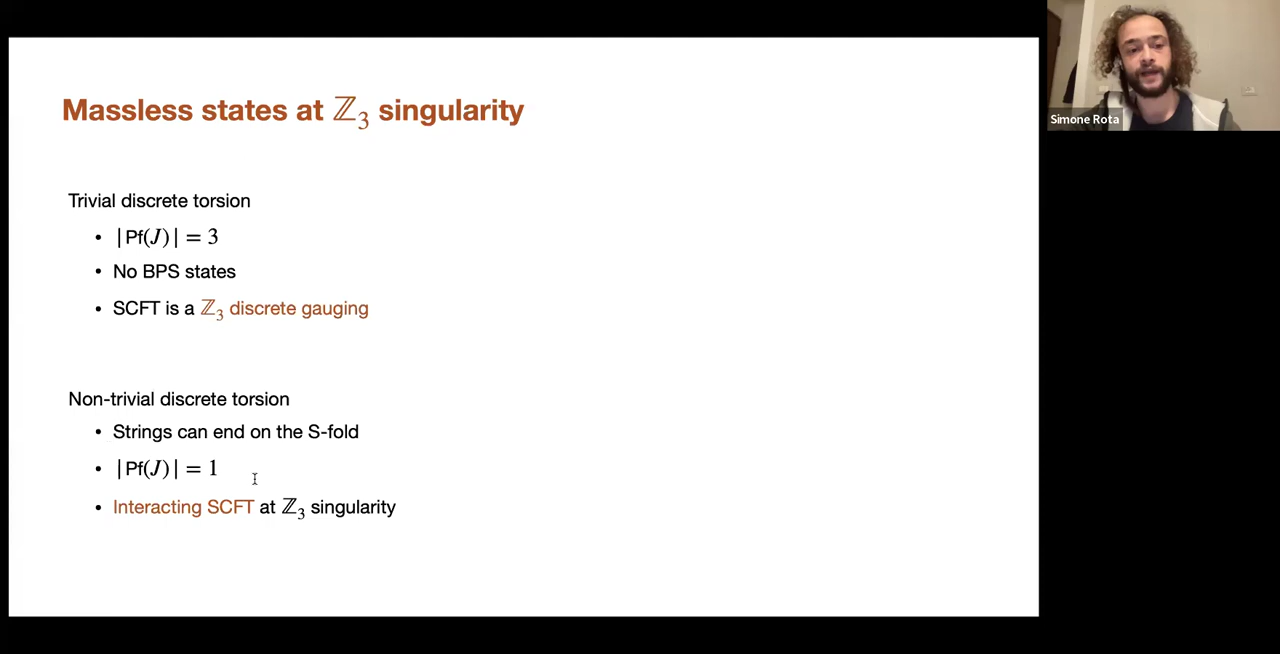 Massless states at ℤ₃ singularity
Simone Rota
Trivial discrete torsion
• |Pf(J)| = 3
• No BPS states
• SCFT is a ℤ₃ discrete gauging
Non-trivial discrete torsion
• Strings can end on the S-fold
• |Pf(J)| = 1
• Interacting SCFT at ℤ₃ singularity